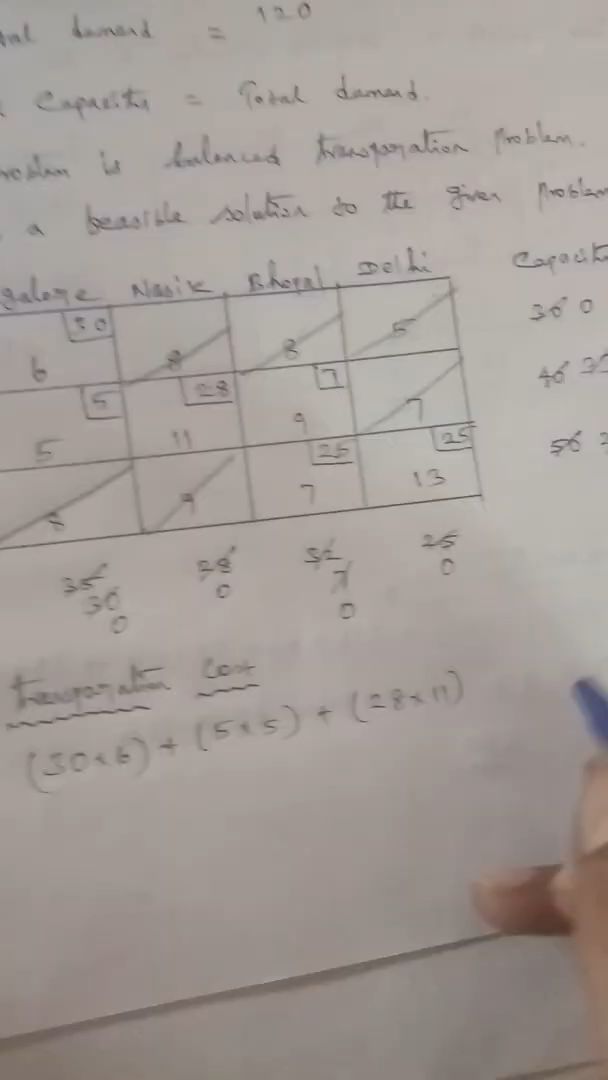 demand = 120
Capacity = Total demand.
is balanced transportation problem.
a feasible solution to the given problem
Nasik Bhopal Delhi Capacity
30
6 8 8 5 30 0
5 28 7
5 11 9 7 40
25 25
8 9 7 13
35 28 32 25
30 0 7 0
0 0
Transportation Cost
(30×6) + (5×5) + (28×11)